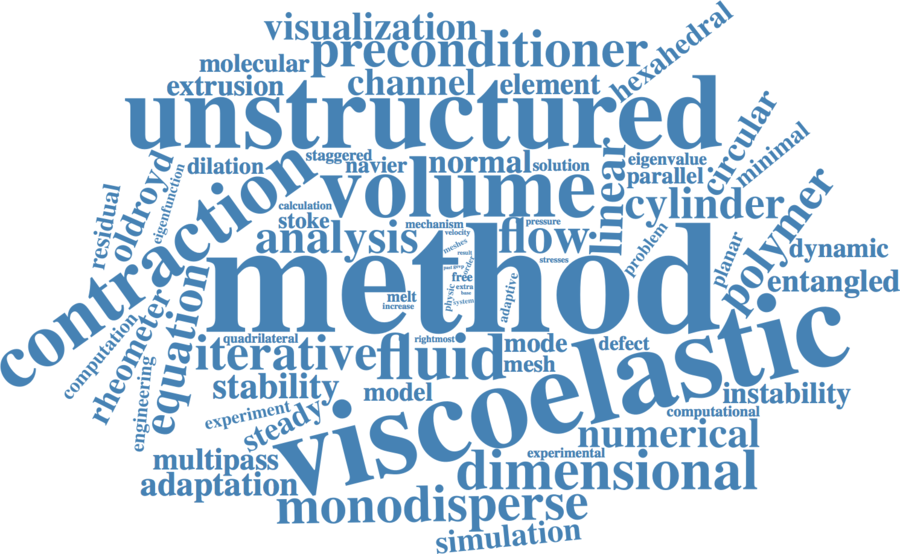 visualization
preconditioner
hexahedral
molecular
channel
element
extrusion
unstructured
circular
minimal
staggered
navier
normal
solution
linear
eigenvalue
dilation
parallel
contraction
volume
cylinder
oldroyd
eigenfunction
residual
calculation
stoke
mechanism
pressure
polymer
analysis
velocity
flow
problem
planar
dynamic
meshes
result
stresses
method
order
free
entangled
melt
increase
physic
extra
base
system
adaptive
equation
rheometer
computation
quadrilateral
rightmost
iterative
fluid
mode
defect
mesh
engineering
stability
model
viscoelastic
instability
experiment
steady
computational
numerical
multipass
experimental
adaptation
dimensional
monodisperse
simulation